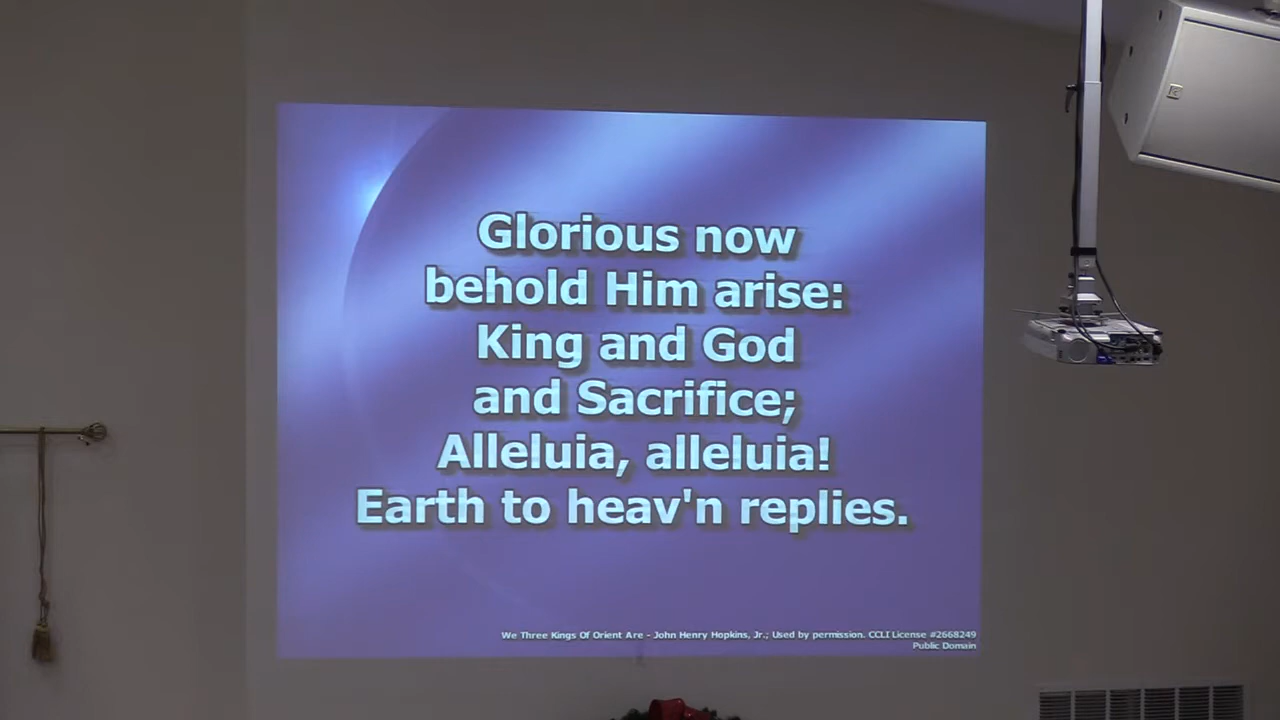 Glorious now
behold Him arise:
King and God
and Sacrifice;
Alleluia, alleluia!
Earth to heav'n replies.
We Three Kings Of Orient Are - John Henry Hopkins, Jr.; Used by permission. CCLI License #2668249
Public Domain